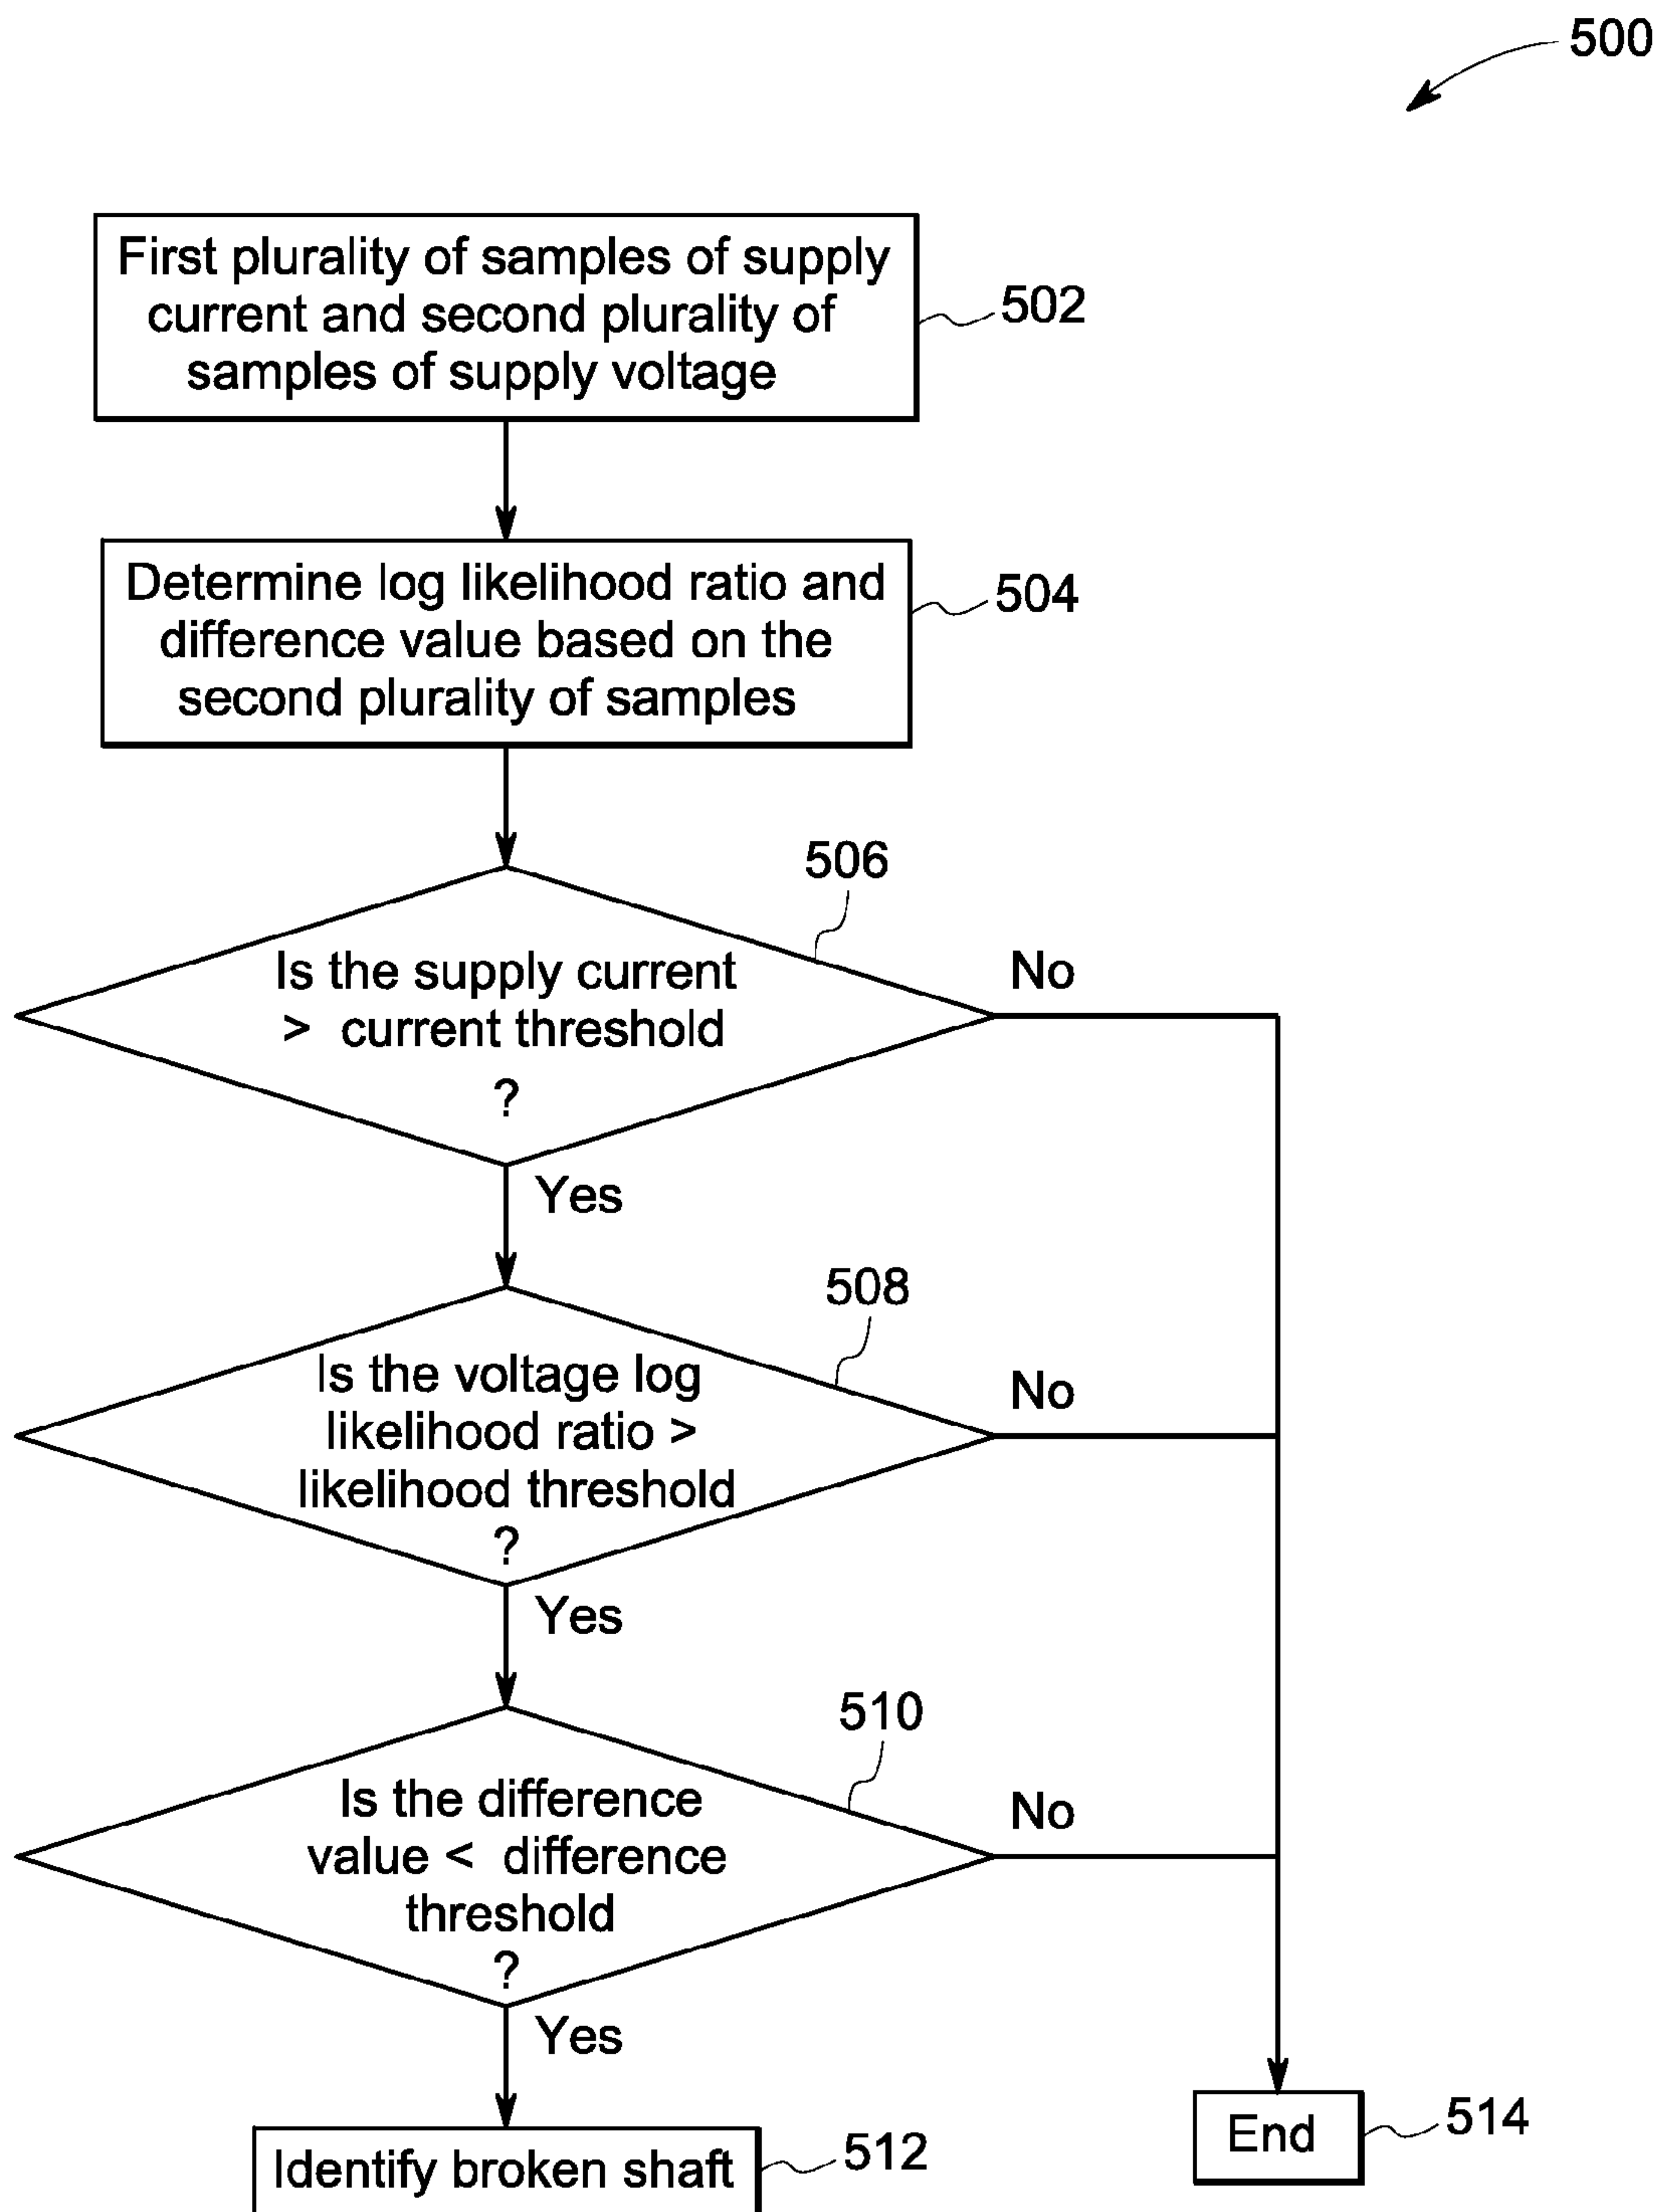 500
First plurality of samples of supply
current and second plurality of
samples of supply voltage
502
Determine log likelihood ratio and
difference value based on the
second plurality of samples
504
506
Is the supply current
> current threshold
?
No
Yes
508
Is the voltage log
likelihood ratio >
likelihood threshold
?
No
Yes
510
Is the difference
value < difference
threshold
?
No
Yes
Identify broken shaft
512
End
514